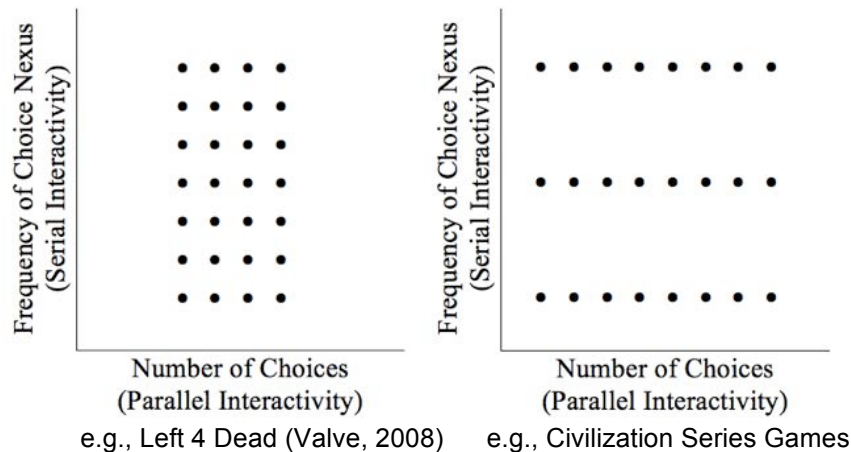 Frequency of Choice Nexus
(Serial Interactivity)
Number of Choices
(Parallel Interactivity)
e.g., Left 4 Dead (Valve, 2008)
Frequency of Choice Nexus
(Serial Interactivity)
Number of Choices
(Parallel Interactivity)
e.g., Civilization Series Games